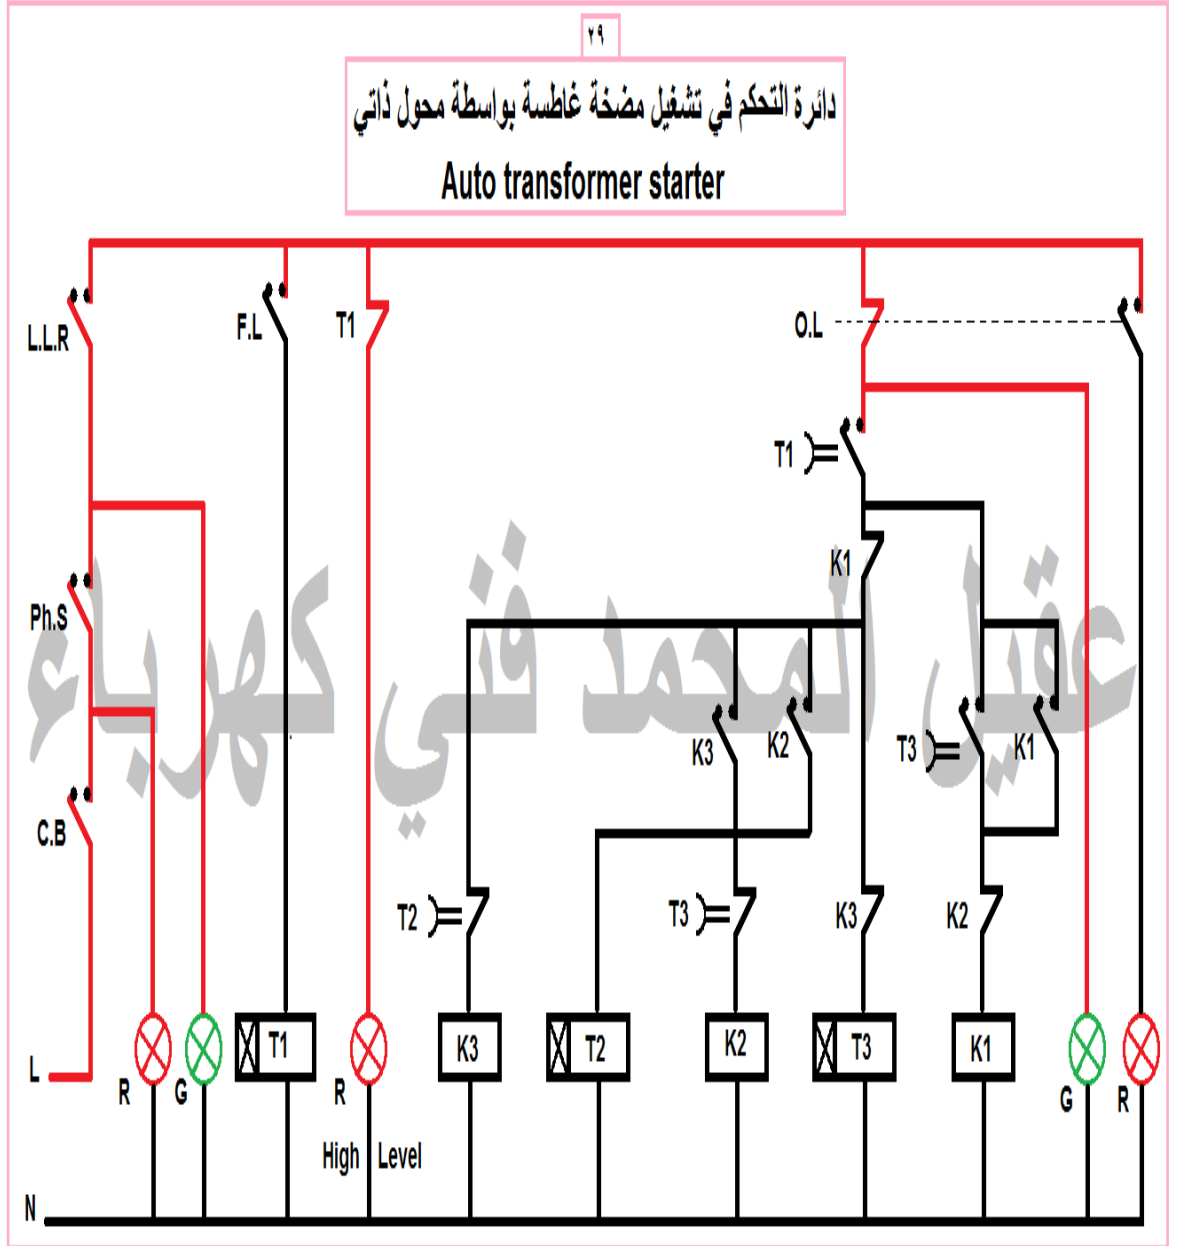 ٢٩
دائرة التحكم في تشغيل مضخة غاطسة بواسطة محول ذاتي
Auto transformer starter
L.L.R
F.L
T1
O.L
T1
K1
Ph.S
عقيل المحمد فني كهرباء
K3
K2
T3
K1
C.B
T2
T3
K3
K2
L
T1
K3
T2
K2
T3
K1
R
G
R
G
R
High Level
N